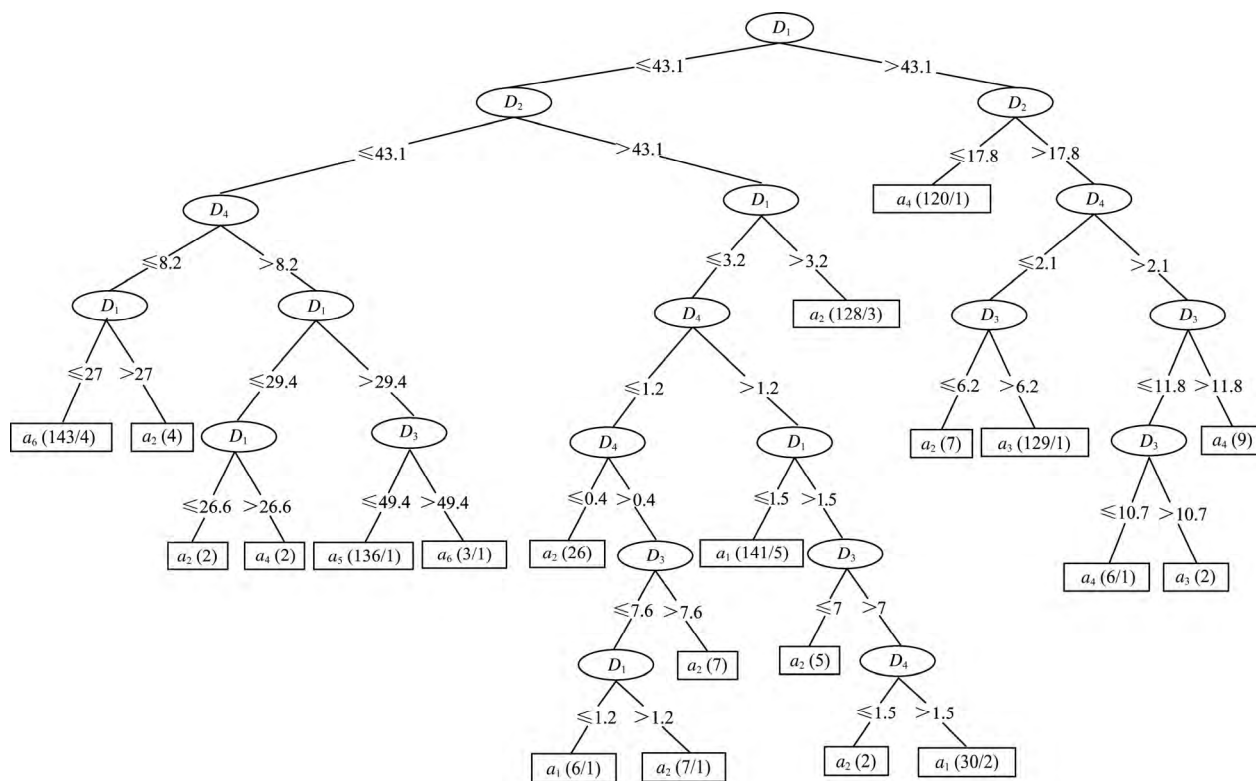 D₁
≤43.1 >43.1
D₂ D₂
≤43.1 >43.1 ≤17.8 >17.8
D₄ D₁ a₄ (120/1) D₄
≤8.2 >8.2 ≤3.2 >3.2 ≤2.1 >2.1
D₁ D₁ D₄ a₂ (128/3) D₃ D₃
≤27 >27 ≤29.4 >29.4 ≤1.2 >1.2 ≤6.2 >6.2 ≤11.8 >11.8
a₆ (143/4) a₂ (4) D₁ D₃ D₄ D₁ a₂ (7) a₃ (129/1) D₃ a₄ (9)
≤26.6 >26.6 ≤49.4 >49.4 ≤0.4 >0.4 ≤1.5 >1.5 ≤10.7 >10.7
a₂ (2) a₄ (2) a₅ (136/1) a₆ (3/1) a₂ (26) D₃ a₁ (141/5) D₃ a₄ (6/1) a₃ (2)
≤7.6 >7.6 ≤7 >7
D₁ a₂ (7) a₂ (5) D₄
≤1.2 >1.2 ≤1.5 >1.5
a₁ (6/1) a₂ (7/1) a₂ (2) a₁ (30/2)